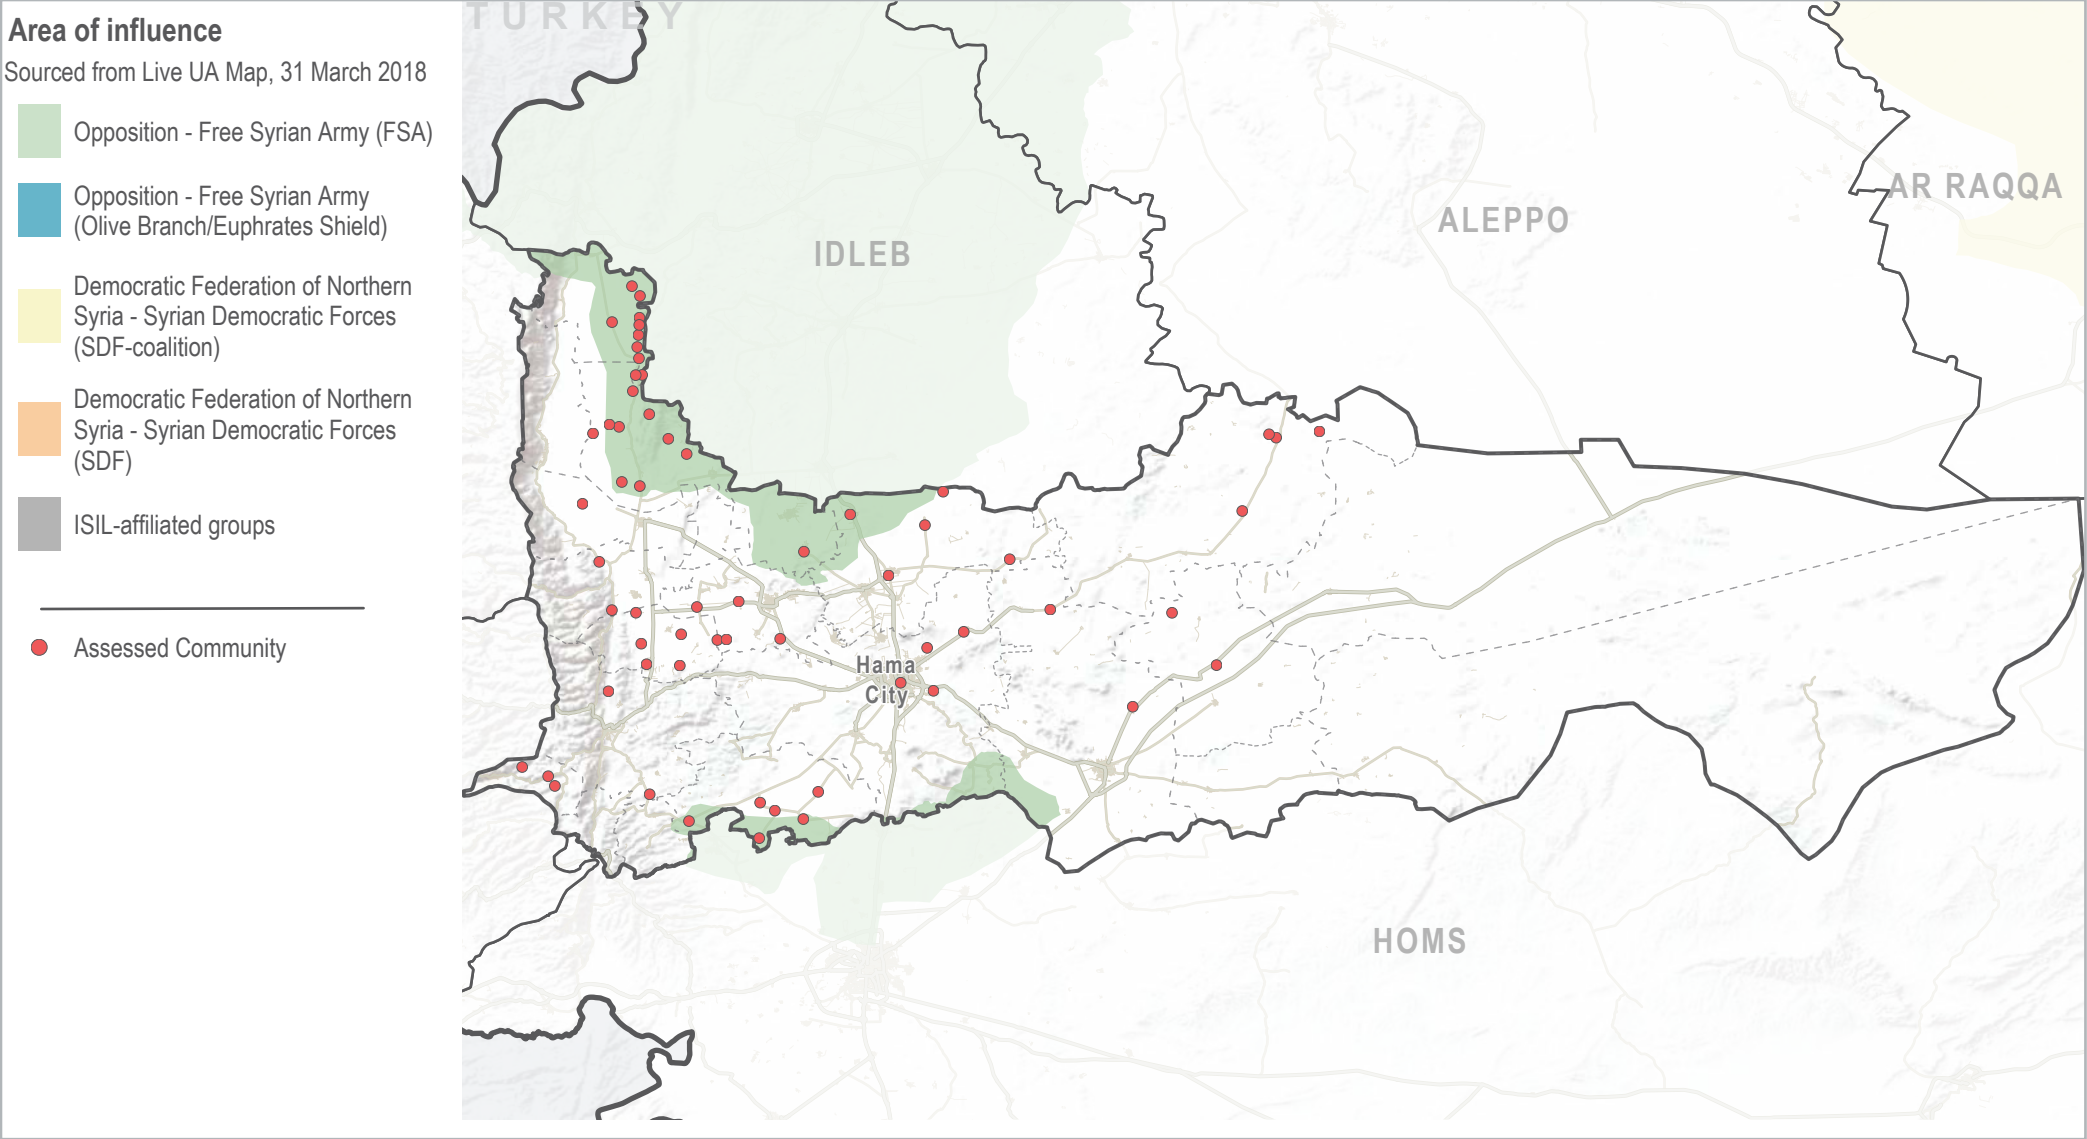 Area of influence
Sourced from Live UA Map, 31 March 2018
Opposition - Free Syrian Army (FSA)
Opposition - Free Syrian Army
(Olive Branch/Euphrates Shield)
Democratic Federation of Northern
Syria - Syrian Democratic Forces
(SDF-coalition)
Democratic Federation of Northern
Syria - Syrian Democratic Forces
(SDF)
ISIL-affiliated groups
Assessed Community
TURKEY
IDLEB
ALEPPO
AR RAQQA
Hama
City
HOMS